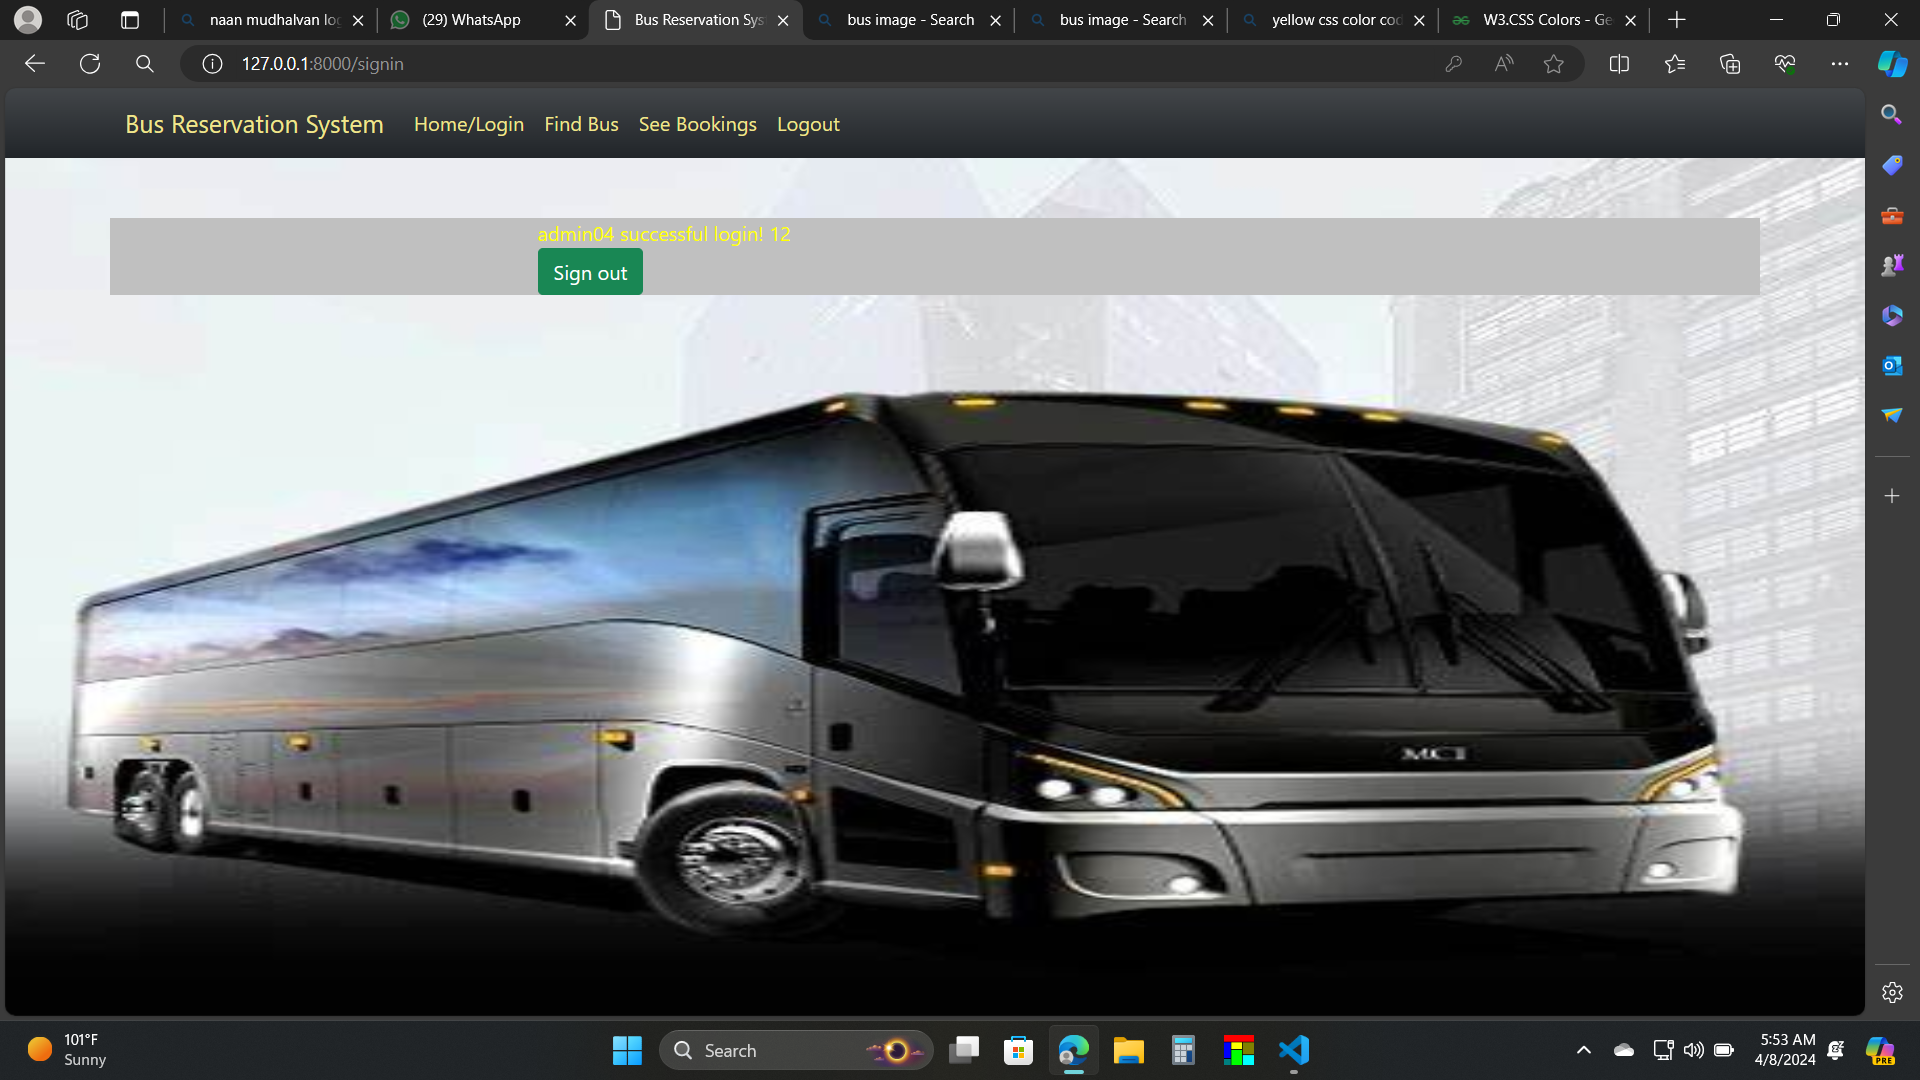 naan mudhalvan lo
(29) WhatsApp
Bus Reservation Sys
bus image - Search
bus image - Search
yellow css color cod
W3.CSS Colors - Ge
127.0.0.1:8000/signin
Bus Reservation System
Home/Login
Find Bus
See Bookings
Logout
admin04 successful login! 12
Sign out
MCI
101°F
Sunny
Search
5:53 AM
4/8/2024
PRE